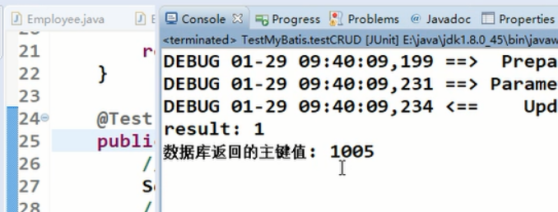 Employee.java
Console Progress Problems @ Javadoc Properties
<terminated> TestMyBatis.testCRUD [JUnit] E:\java\jdk1.8.0_45\bin\javaw
DEBUG 01-29 09:40:09,199 ==> Prepa
DEBUG 01-29 09:40:09,231 ==> Parame
DEBUG 01-29 09:40:09,234 <== Upd
result: 1
数据库返回的主键值: 1005
21 re
22 }
23
24 @Test
25 publi
26 /
27 Se
28 /